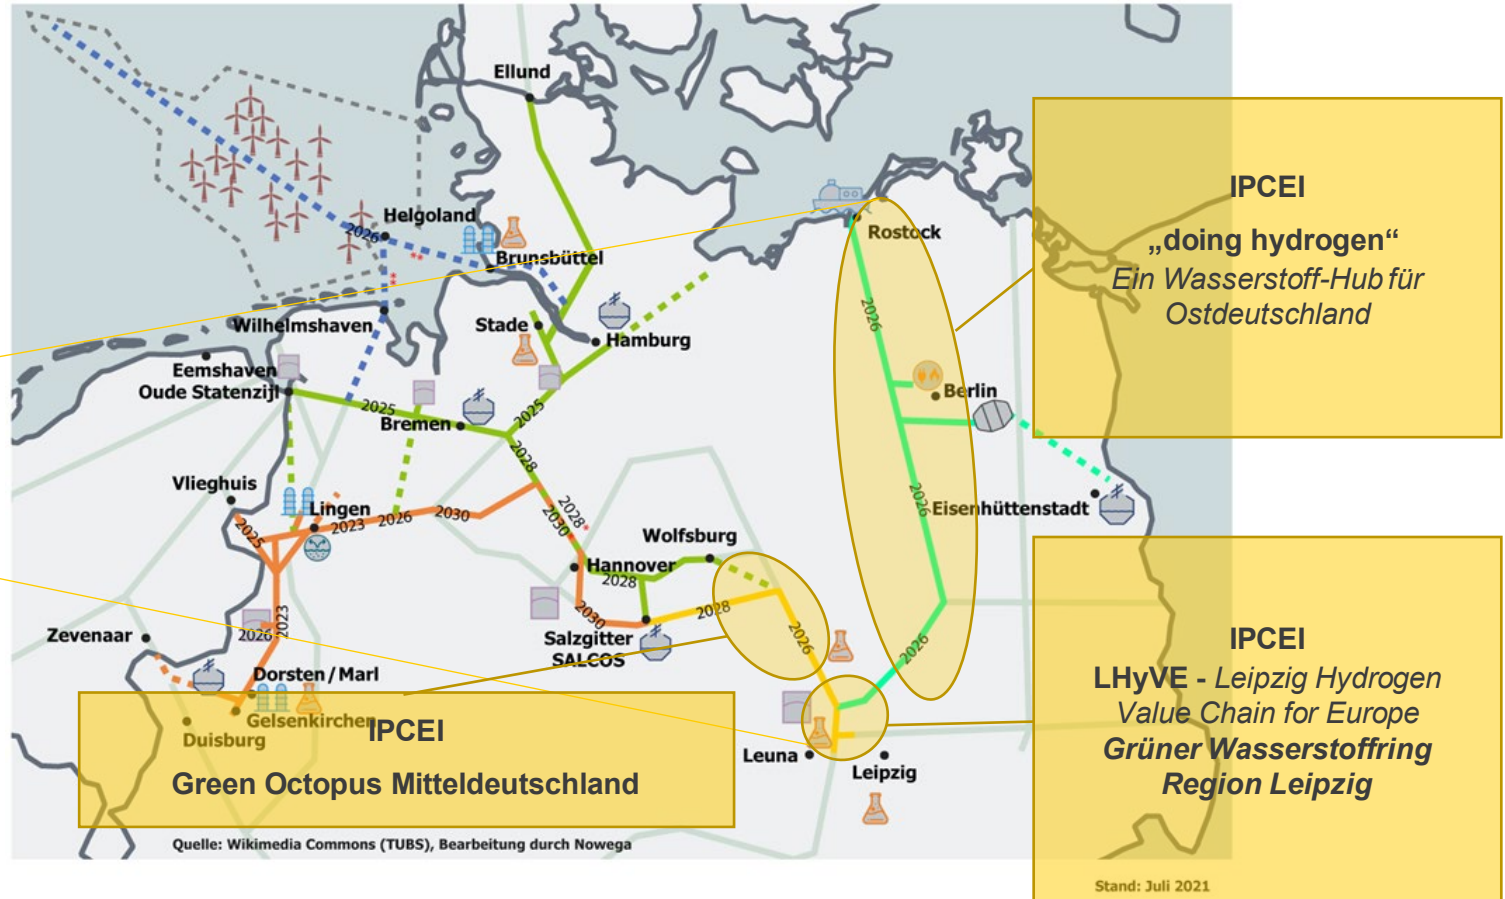 Ellund
Helgoland
2026
Brunsbüttel
Rostock
Wilhelmshaven
Stade
Hamburg
Eemshaven
Oude Statenzijl
2025
Bremen
2025
2026
Berlin
2028
Vlieghuis
2025
Lingen
2023
2026
2030
2028*
2030
2026
Eisenhüttenstadt
Wolfsburg
Hannover
2028
2030
2028
Salzgitter
SALCOS
2026
2026
Zevenaar
2023
2026
Dorsten/Marl
Gelsenkirchen
Duisburg
Leuna
Leipzig
IPCEI
„doing hydrogen“
Ein Wasserstoff-Hub für
Ostdeutschland
IPCEI
LHyVE - Leipzig Hydrogen
Value Chain for Europe
Grüner Wasserstoffring
Region Leipzig
IPCEI
Green Octopus Mitteldeutschland
Quelle: Wikimedia Commons (TUBS), Bearbeitung durch Nowega
Stand: Juli 2021